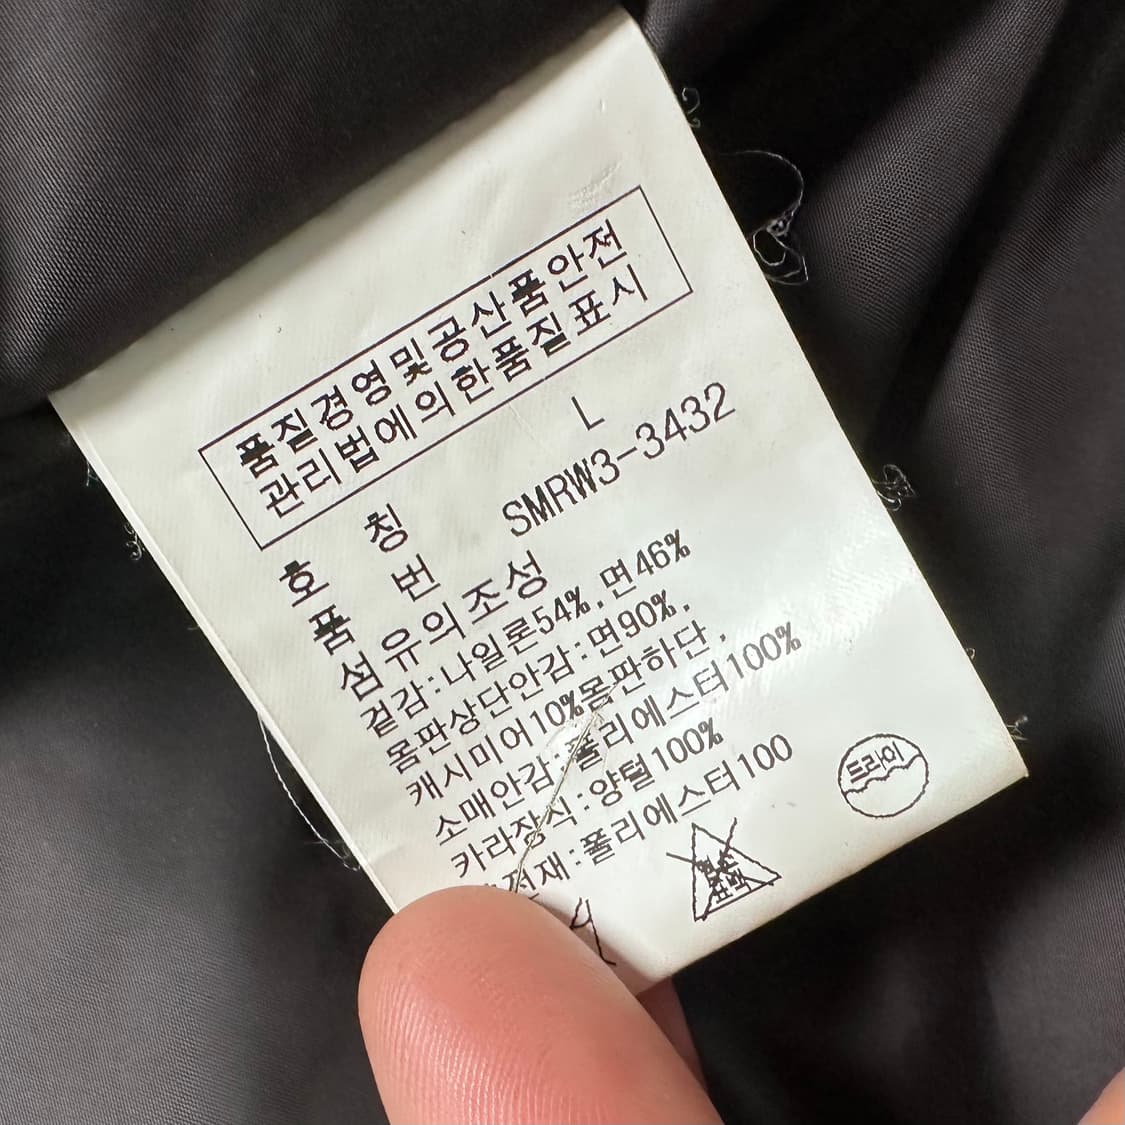 품질경영및공산품안전
관리법에의한품질표시
호 칭 L
품 번 SMRW3-3432
섬유의조성
겉감:나일론54%,면46%
몸판상단안감:면90%,
캐시미어10%몸판하단,
소매안감:폴리에스터100%
카라장식:양털100%
전재:폴리에스터100
드라이